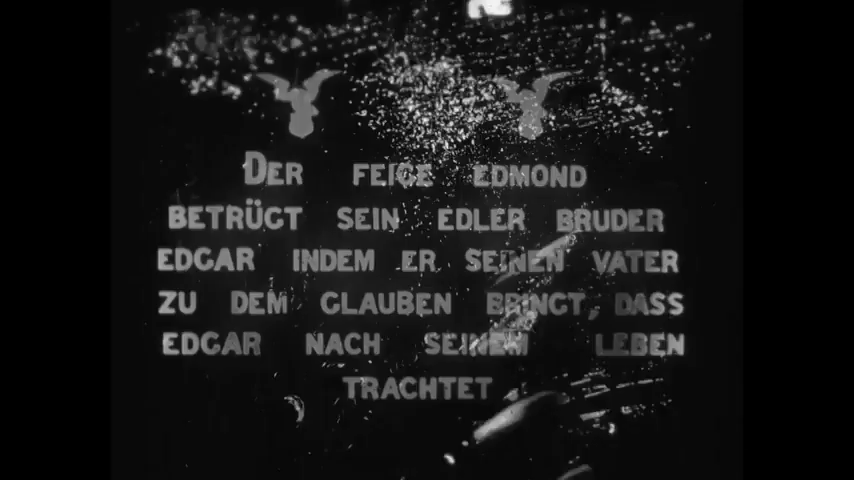 DER FEIGE EDMOND
BETRÜGT SEIN EDLER BRUDER
EDGAR INDEM ER SEINEN VATER
ZU DEM GLAUBEN BRINGT, DASS
EDGAR NACH SEINEM LEBEN
TRACHTET